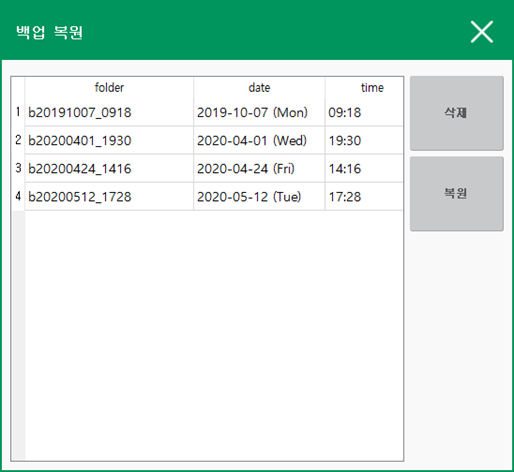 백업 복원
folder date time
1 b20191007_0918 2019-10-07 (Mon) 09:18
2 b20200401_1930 2020-04-01 (Wed) 19:30
3 b20200424_1416 2020-04-24 (Fri) 14:16
4 b20200512_1728 2020-05-12 (Tue) 17:28
삭제
복원